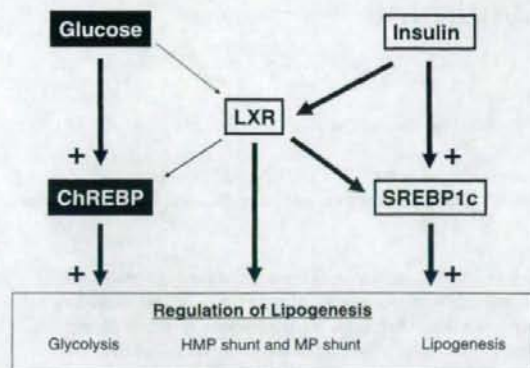 Glucose
Insulin
LXR
+
+
ChREBP
SREBP1c
+
+
Regulation of Lipogenesis
Glycolysis HMP shunt and MP shunt Lipogenesis